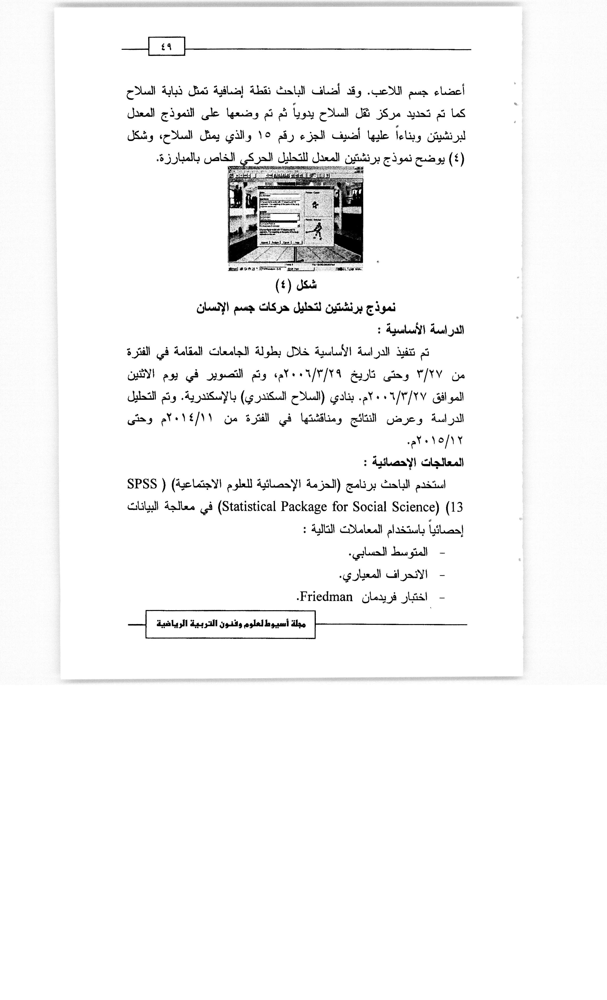 ٤٩
أعضاء جسم اللاعب. وقد أضاف الباحث نقطة إضافية تمثل ذبابة السلاح
كما تم تحديد مركز ثقل السلاح يدوياً ثم تم وضعها على النموذج المعدل
لبرنشيتن وبناءاً عليها أضيف الجزء رقم ١٥ والذي يمثل السلاح، وشكل
(٤) يوضح نموذج برنشتين المعدل للتحليل الحركي الخاص بالمبارزة.
شكل (٤)
نموذج برنشتين لتحليل حركات جسم الإنسان
الدراسة الأساسية :
تم تنفيذ الدراسة الأساسية خلال بطولة الجامعات المقامة في الفترة
من ٣/٢٧ وحتى تاريخ ٢٠٠٦/٣/٢٩م، وتم التصوير في يوم الاثنين
الموافق ٢٠٠٦/٣/٢٧م. بنادي (السلاح السكندري) بالإسكندرية. وتم التحليل
الدراسة وعرض النتائج ومناقشتها في الفترة من ٢٠١٤/١١م وحتى
٢٠١٥/١٢م.
المعالجات الإحصائية :
استخدم الباحث برنامج (الحزمة الإحصائية للعلوم الاجتماعية) ( SPSS
13) (Statistical Package for Social Science) في معالجة البيانات
إحصائياً باستخدام المعاملات التالية :
- المتوسط الحسابي.
- الانحراف المعياري.
- اختبار فريدمان Friedman.
مجلة أسيوط لعلوم وفنون التربية الرياضية